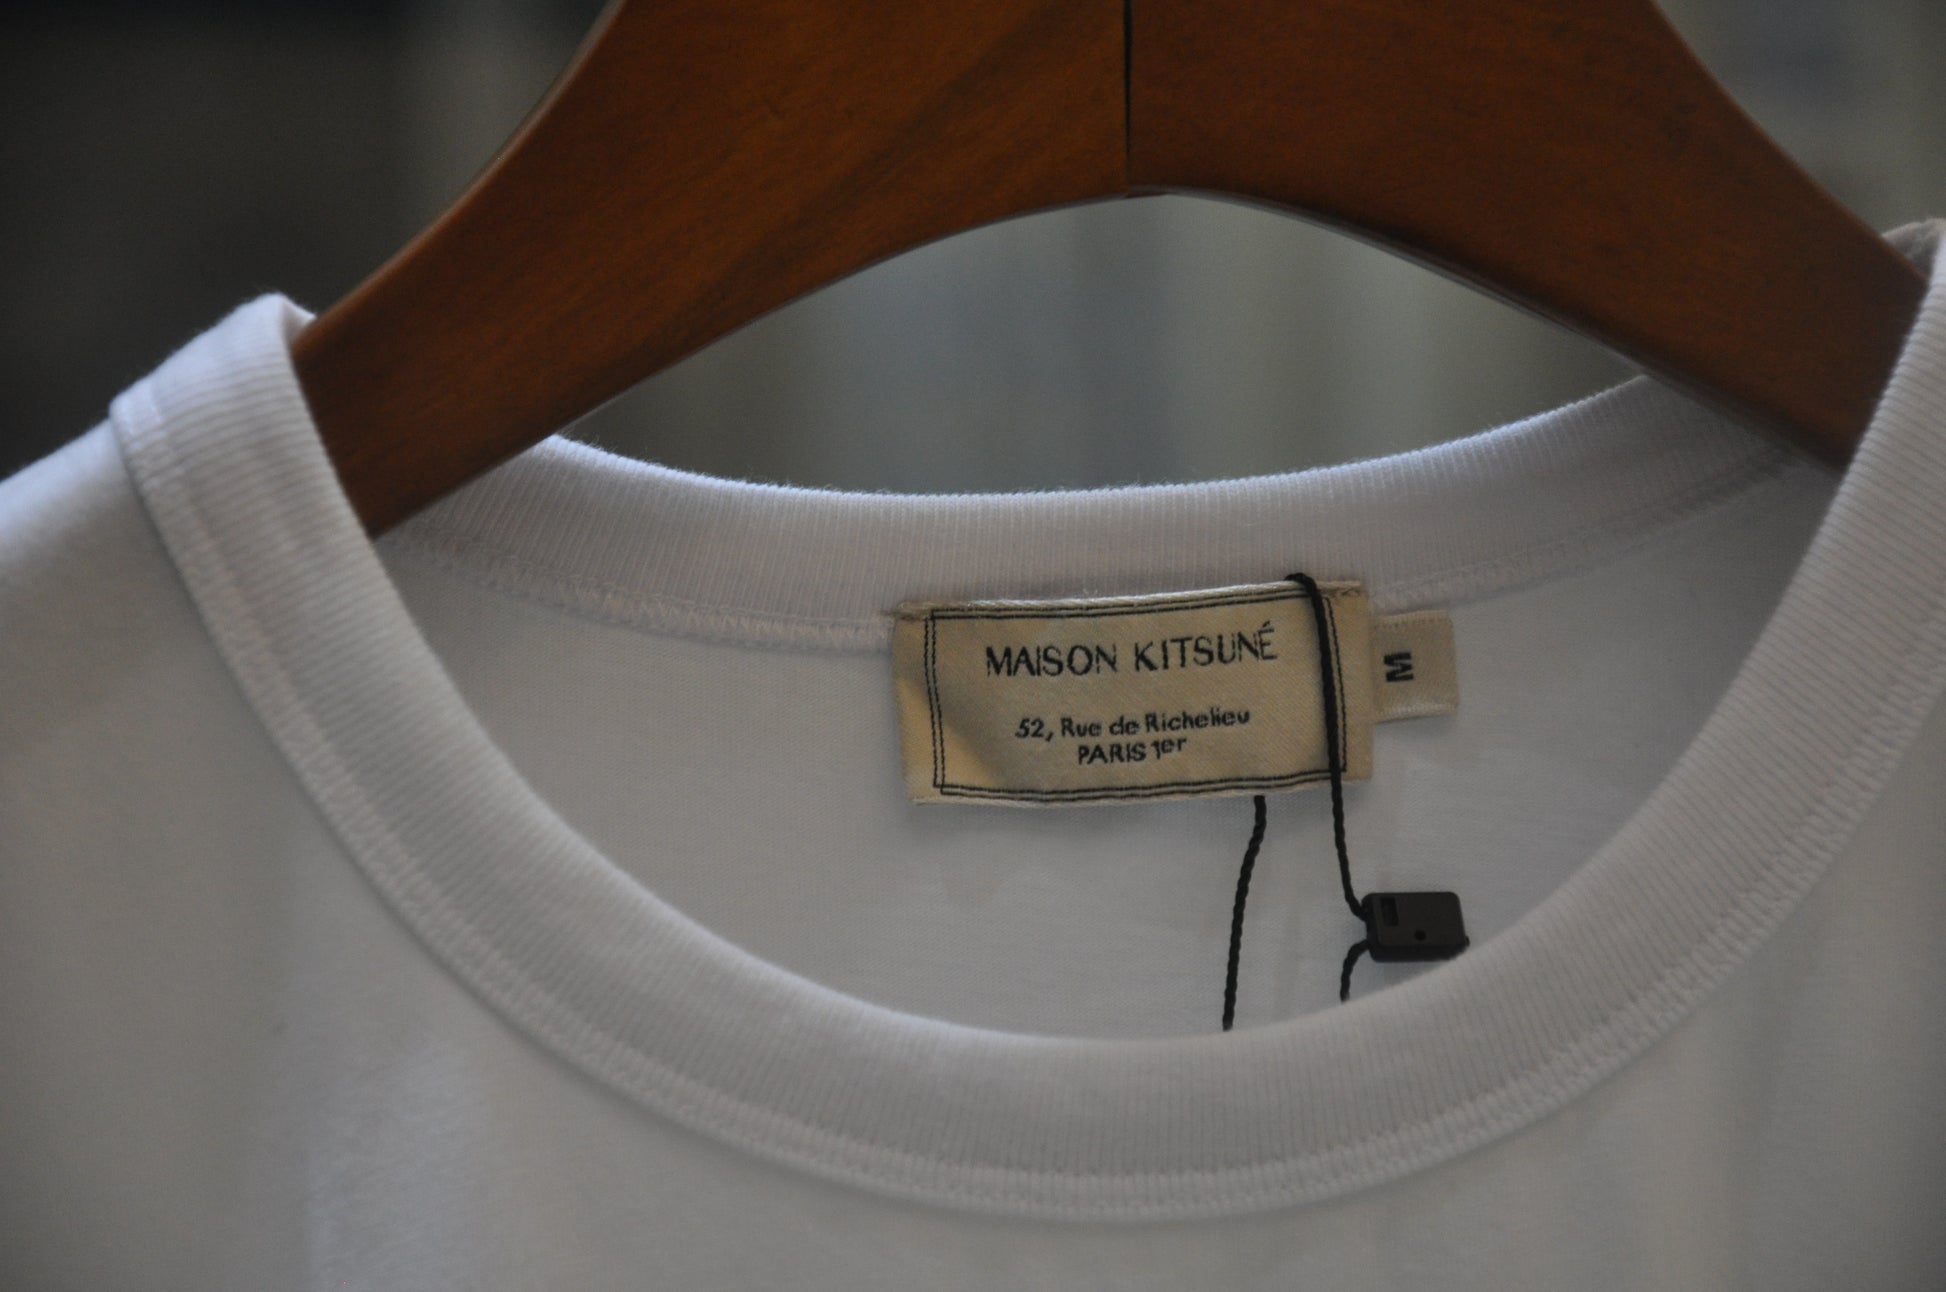 MAISON KITSUNÉ
52, Rue de Richelieu
PARIS 1er
M